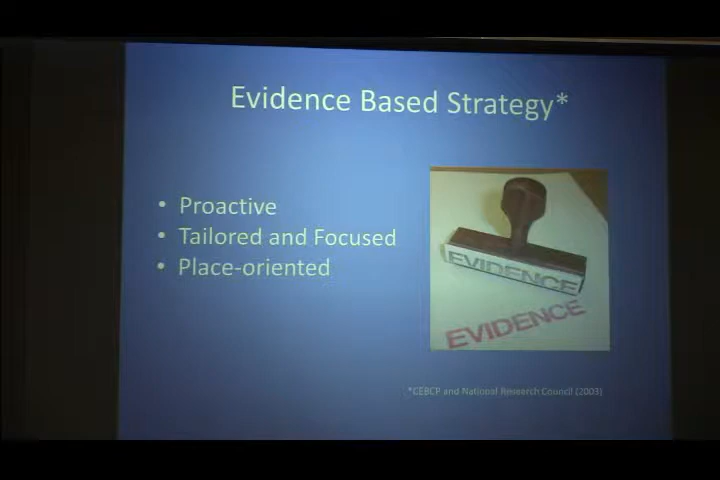 Evidence Based Strategy*
• Proactive
• Tailored and Focused
• Place-oriented
EVIDENCE
EVIDENCE
*CEBCP and National Research Council (2003)